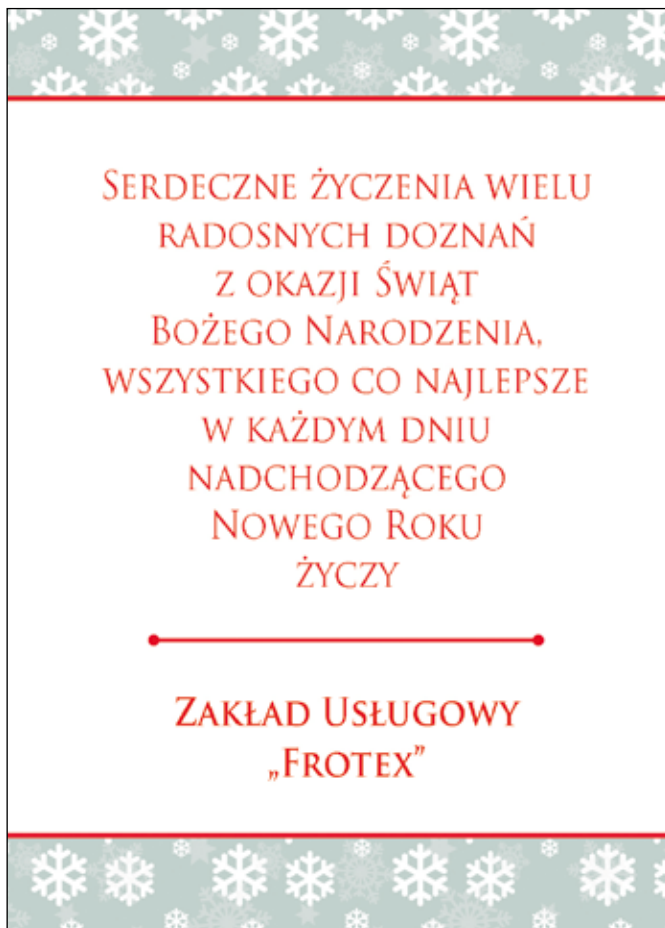 Serdeczne życzenia wielu
radosnych doznań
z okazji Świąt
Bożego Narodzenia,
wszystkiego co najlepsze
w każdym dniu
nadchodzącego
Nowego Roku
życzy
Zakład Usługowy
„Frotex”